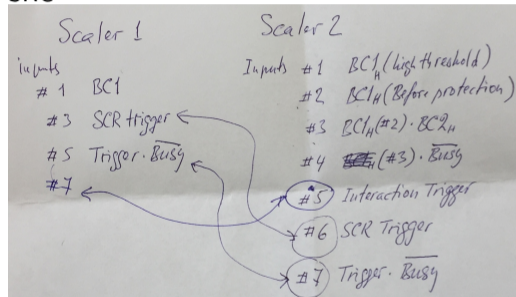 Scaler 1
inputs
#1 BC1
#3 SCR trigger
#5 Trigger · Busy
#7
Scaler 2
Inputs #1 BC1H (high threshold)
#2 BC1H (Before protection)
#3 BC1H (#2) · BC2H
#4 (#3) · Busy
#5 Interaction Trigger
#6 SCR Trigger
#7 Trigger · Busy